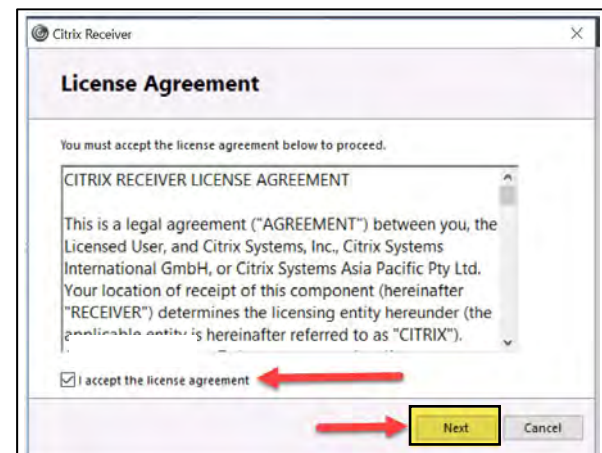 Citrix Receiver
License Agreement
You must accept the license agreement below to proceed.
CITRIX RECEIVER LICENSE AGREEMENT
This is a legal agreement ("AGREEMENT") between you, the
Licensed User, and Citrix Systems, Inc., Citrix Systems
International GmbH, or Citrix Systems Asia Pacific Pty Ltd.
Your location of receipt of this component (hereinafter
"RECEIVER") determines the licensing entity hereunder (the
applicable entity is hereinafter referred to as "CITRIX").
I accept the license agreement
Next Cancel